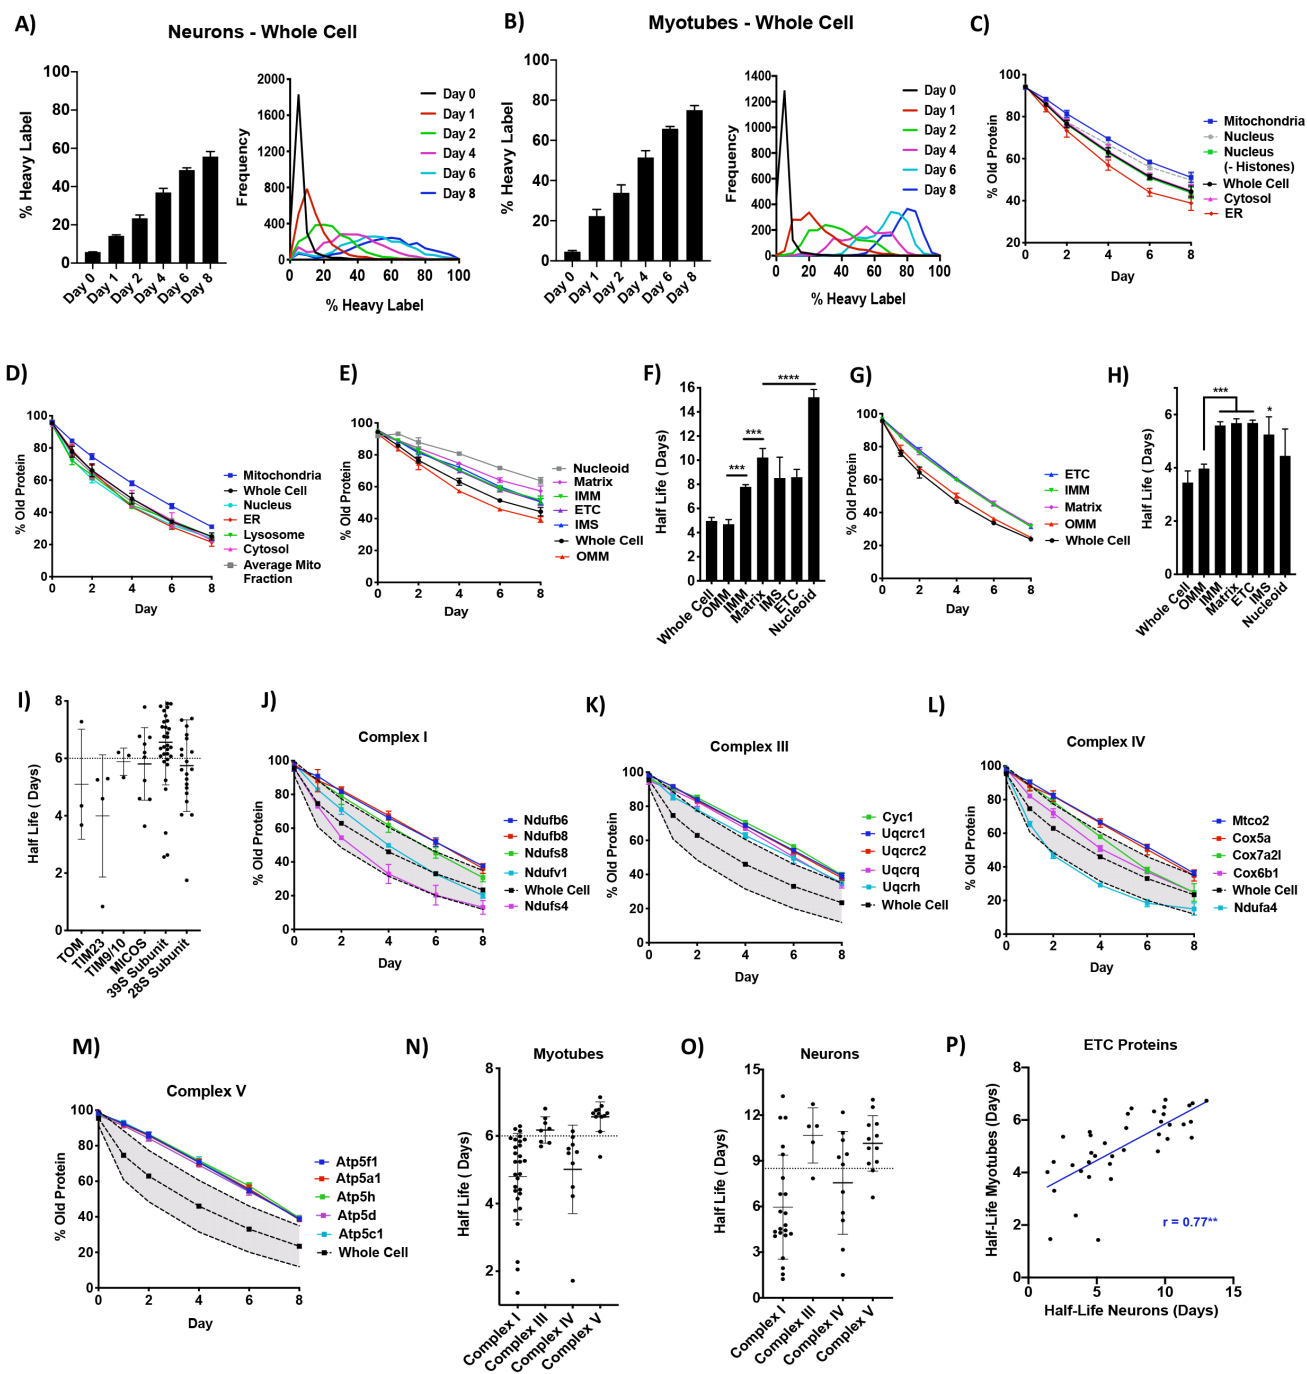 A)
Neurons - Whole Cell
% Heavy Label
100
80
60
40
20
0
Day 0
Day 1
Day 2
Day 4
Day 6
Day 8
Frequency
2000
1600
1200
800
400
0
0
20
40
60
80
100
% Heavy Label
Day 0
Day 1
Day 2
Day 4
Day 6
Day 8
B)
Myotubes - Whole Cell
% Heavy Label
100
80
60
40
20
0
Day 0
Day 1
Day 2
Day 4
Day 6
Day 8
Frequency
1400
1200
1000
800
600
400
200
0
0
20
40
60
80
100
% Heavy Label
Day 0
Day 1
Day 2
Day 4
Day 6
Day 8
C)
% Old Protein
100
80
60
40
20
0
2
4
6
8
Day
Mitochondria
Nucleus
Nucleus
(- Histones)
Whole Cell
Cytosol
ER
D)
% Old Protein
100
80
60
40
20
0
0
2
4
6
8
Day
Mitochondria
Whole Cell
Nucleus
ER
Lysosome
Cytosol
Average Mito
Fraction
E)
% Old Protein
100
80
60
40
20
0
0
2
4
6
8
Day
Nucleoid
Matrix
IMM
ETC
IMS
Whole Cell
OMM
F)
Half Life ( Days)
16
14
12
10
8
6
4
2
0
***
***
****
Whole Cell
OMM
IMM
Matrix
IMS
ETC
Nucleoid
G)
% Old Protein
100
80
60
40
20
0
0
2
4
6
8
Day
ETC
IMM
Matrix
OMM
Whole Cell
H)
Half Life ( Days)
6
4
2
0
***
*
Whole Cell
OMM
IMM
Matrix
ETC
IMS
Nucleoid
I)
Half Life ( Days)
8
6
4
2
0
TOM
TIM23
TIM9/10
MICOS
39S Subunit
28S Subunit
J)
Complex I
% Old Protein
100
80
60
40
20
0
0
2
4
6
8
Day
Ndufb6
Ndufb8
Ndufs8
Ndufv1
Whole Cell
Ndufs4
K)
Complex III
% Old Protein
100
80
60
40
20
0
0
2
4
6
8
Day
Cyc1
Uqcrc1
Uqcrc2
Uqcrq
Uqcrh
Whole Cell
L)
Complex IV
% Old Protein
100
80
60
40
20
0
0
2
4
6
8
Day
Mtco2
Cox5a
Cox7a2l
Cox6b1
Whole Cell
Ndufa4
M)
Complex V
% Old Protein
100
80
60
40
20
0
0
2
4
6
8
Day
Atp5f1
Atp5a1
Atp5h
Atp5d
Atp5c1
Whole Cell
N)
Myotubes
Half Life ( Days)
8
6
4
2
Complex I
Complex III
Complex IV
Complex V
O)
Neurons
Half Life ( Days)
15
12
9
6
3
0
Complex I
Complex III
Complex IV
Complex V
P)
ETC Proteins
Half-Life Myotubes (Days)
8
6
4
2
0
0
5
10
15
r = 0.77**
Half-Life Neurons (Days)